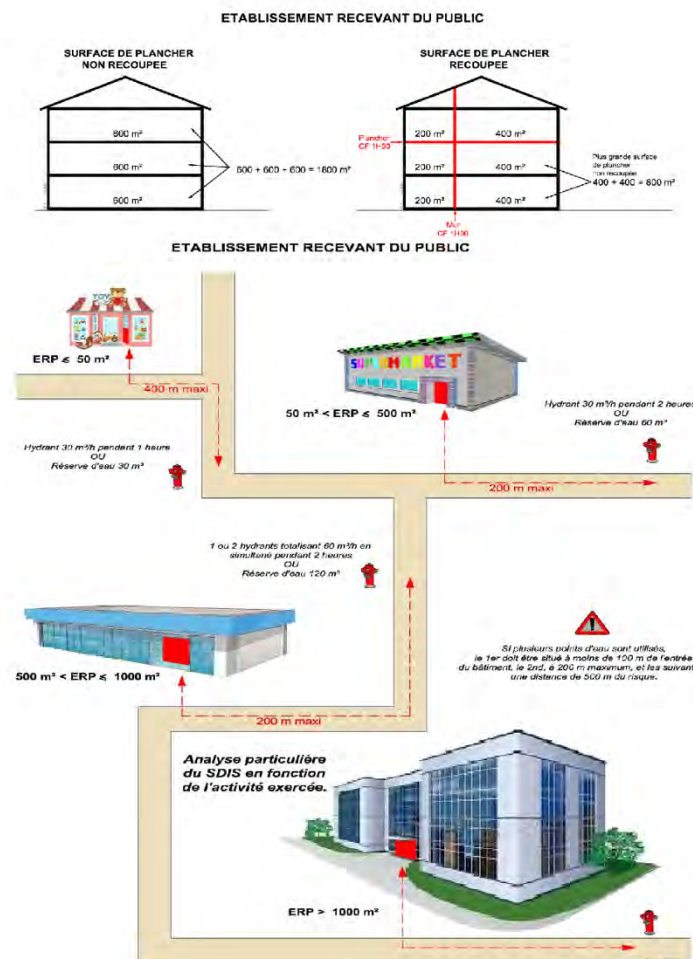 ETABLISSEMENT RECEVANT DU PUBLIC
SURFACE DE PLANCHER
NON RECOUPEE
600 m²
600 m²
600 m²
600 + 600 + 600 = 1800 m²
SURFACE DE PLANCHER
RECOUPEE
Plancher
CF 1H00
200 m²
400 m²
200 m²
400 m²
200 m²
400 m²
Mur
CF 1H00
Plus grande surface
de plancher
non recoupée
400 + 400 = 800 m²
ETABLISSEMENT RECEVANT DU PUBLIC
TOY
ERP ≤ 50 m²
400 m maxi
SUPERMARKET
50 m² < ERP ≤ 500 m²
Hydrant 30 m³/h pendant 2 heures
OU
Réserve d'eau 60 m³
200 m maxi
Hydrant 30 m³/h pendent 1 heure
OU
Réserve d'eau 30 m³
1 ou 2 hydrants totalisant 60 m³/h en
simultané pendant 2 heures
OU
Réserve d'eau 120 m³
500 m² < ERP ≤ 1000 m²
200 m maxi
Si plusieurs points d'eau sont utilisés,
le 1er doit être situé à moins de 100 m de l'entrée
du bâtiment, le 2nd, à 200 m maximum, et les suivant
une distance de 500 m du risque.
Analyse particulière
du SDIS en fonction
de l'activité exercée.
ERP > 1000 m²